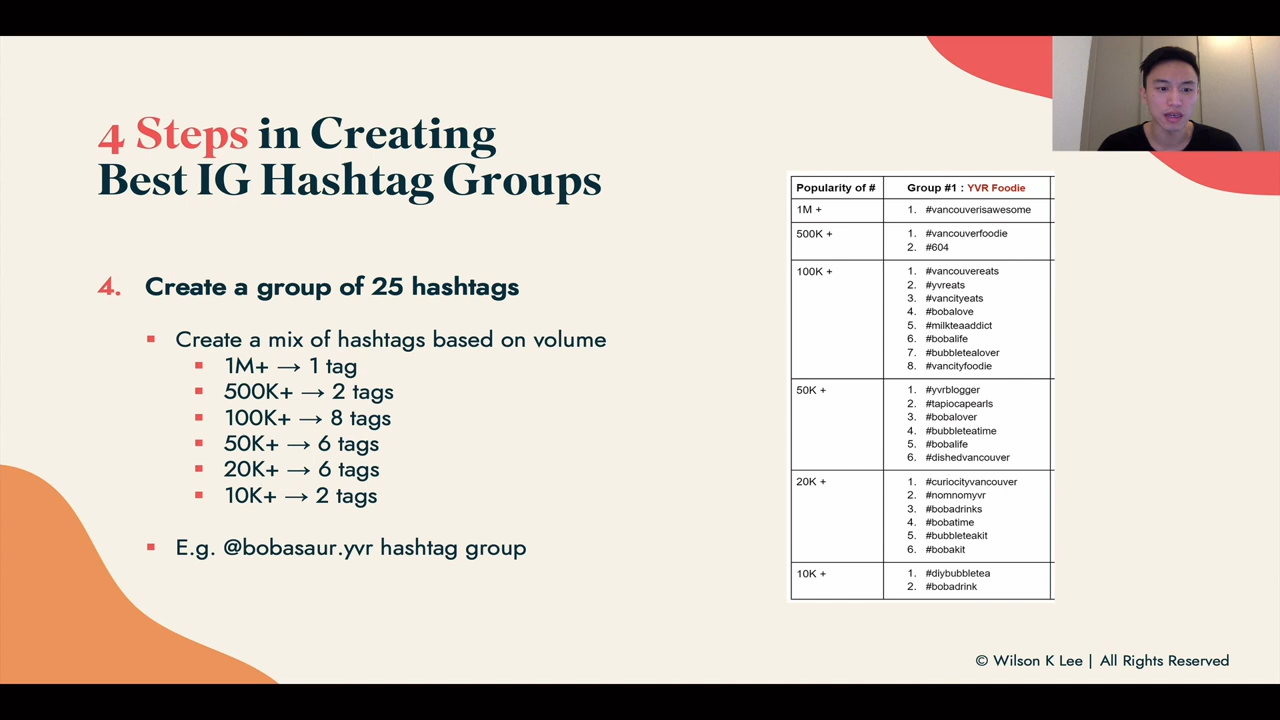 4 Steps in Creating
Best IG Hashtag Groups
4. Create a group of 25 hashtags
▪ Create a mix of hashtags based on volume
▪ 1M+ → 1 tag
▪ 500K+ → 2 tags
▪ 100K+ → 8 tags
▪ 50K+ → 6 tags
▪ 20K+ → 6 tags
▪ 10K+ → 2 tags
▪ E.g. @bobasaur.yvr hashtag group
Popularity of # Group #1 : YVR Foodie
1M + 1. #vancouverisawesome
500K + 1. #vancouverfoodie
2. #604
100K + 1. #vancouvereats
2. #yvreats
3. #vancityeats
4. #bobalove
5. #milkteaaddict
6. #bobalife
7. #bubbletealover
8. #vancityfoodie
50K + 1. #yvrblogger
2. #tapiocapearls
3. #bobalover
4. #bubbleteatime
5. #bobalife
6. #dishedvancouver
20K + 1. #curiocityvancouver
2. #nomnomyvr
3. #bobadrinks
4. #bobatime
5. #bubbleteakit
6. #bobakit
10K + 1. #diybubbletea
2. #bobadrink
© Wilson K Lee | All Rights Reserved